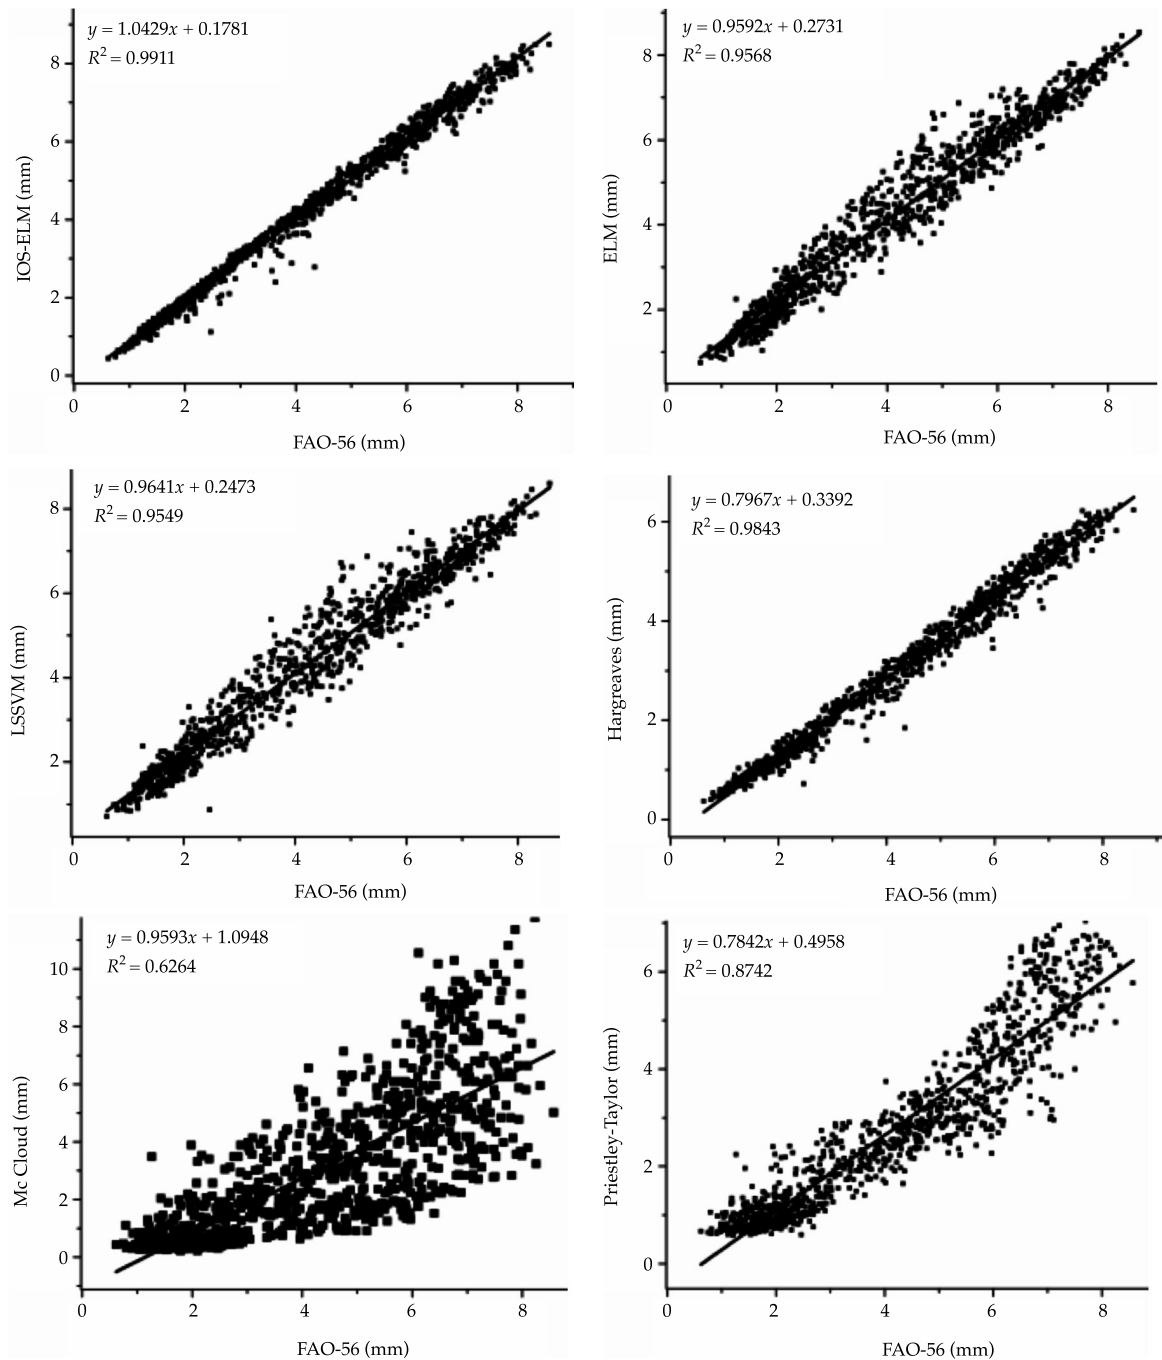 y = 1.0429x + 0.1781
R² = 0.9911
8
6
4
2
0
IOS-ELM (mm)
0 2 4 6 8
FAO-56 (mm)
y = 0.9592x + 0.2731
R² = 0.9568
8
6
4
2
ELM (mm)
0 2 4 6 8
FAO-56 (mm)
y = 0.9641x + 0.2473
R² = 0.9549
8
6
4
2
LSSVM (mm)
0 2 4 6 8
FAO-56 (mm)
y = 0.7967x + 0.3392
R² = 0.9843
6
4
2
0
Hargreaves (mm)
0 2 4 6 8
FAO-56 (mm)
y = 0.9593x + 1.0948
R² = 0.6264
10
8
6
4
2
0
Mc Cloud (mm)
0 2 4 6 8
FAO-56 (mm)
y = 0.7842x + 0.4958
R² = 0.8742
6
4
2
0
Priestley-Taylor (mm)
0 2 4 6 8
FAO-56 (mm)